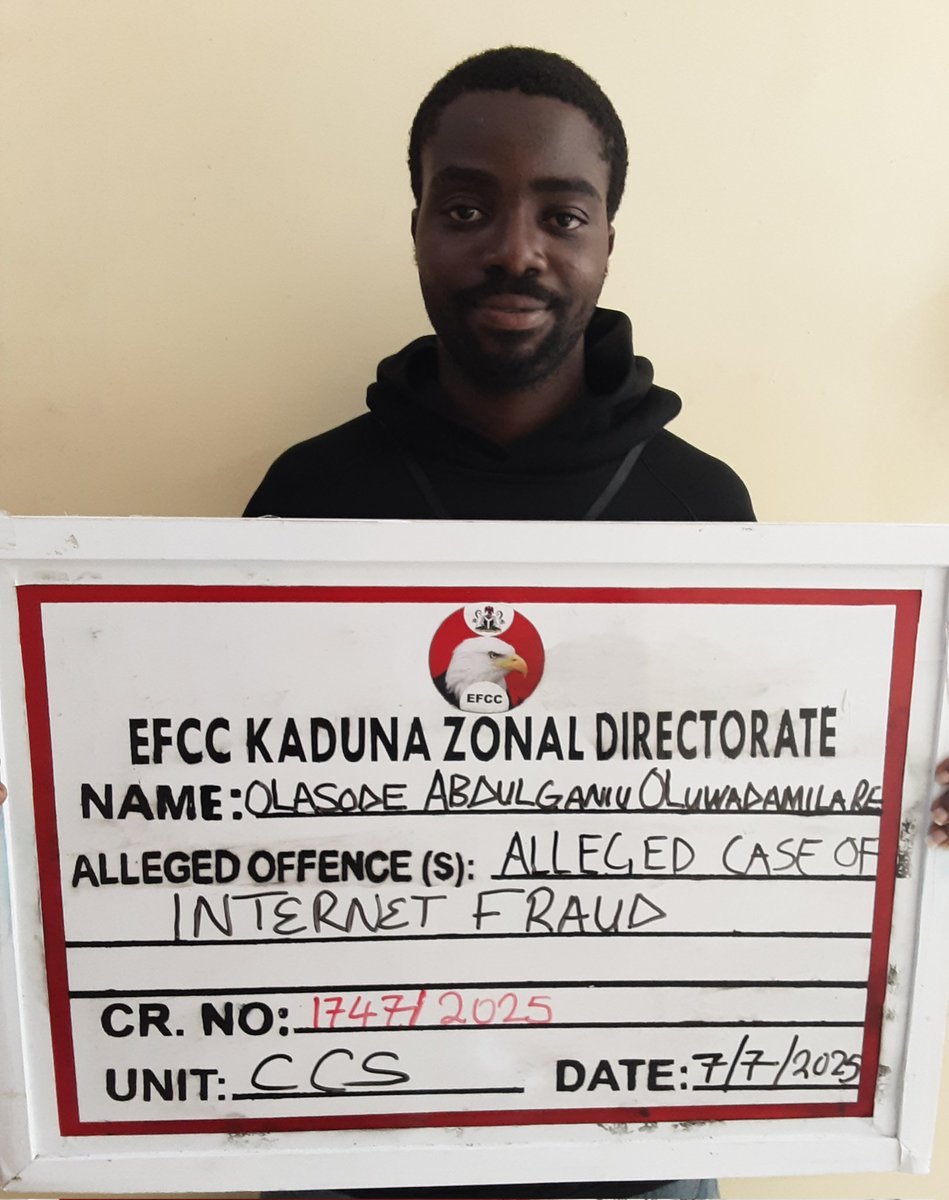 EFCC
EFCC KADUNA ZONAL DIRECTORATE
NAME: OLASODE ABDULGANIU OLUWADAMILARE
ALLEGED OFFENCE (S): ALLEGED CASE OF
INTERNET FRAUD
CR. NO: 1747/2025
UNIT: CCS DATE: 7/7/2025